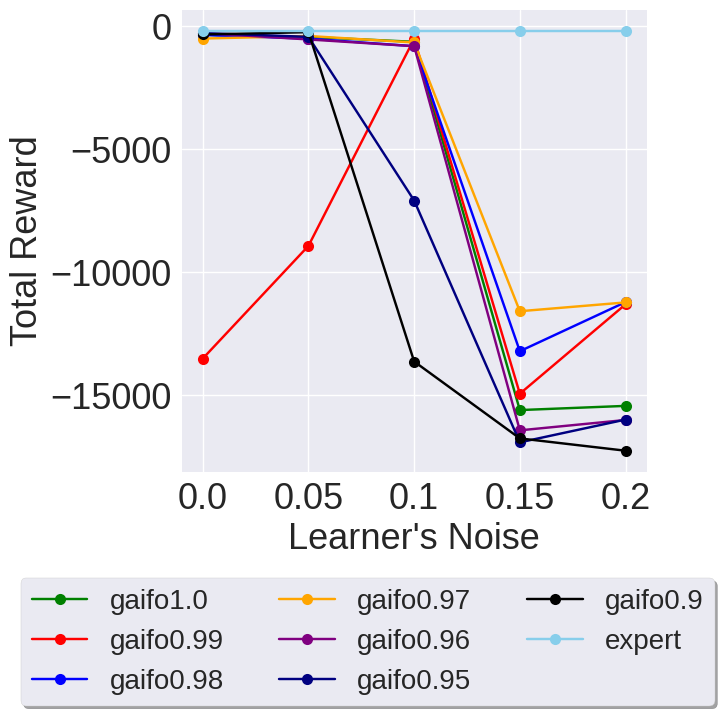 0
−5000
−10000
−15000
Total Reward
0.0 0.05 0.1 0.15 0.2
Learner's Noise
gaifo1.0 gaifo0.97 gaifo0.9
gaifo0.99 gaifo0.96 expert
gaifo0.98 gaifo0.95